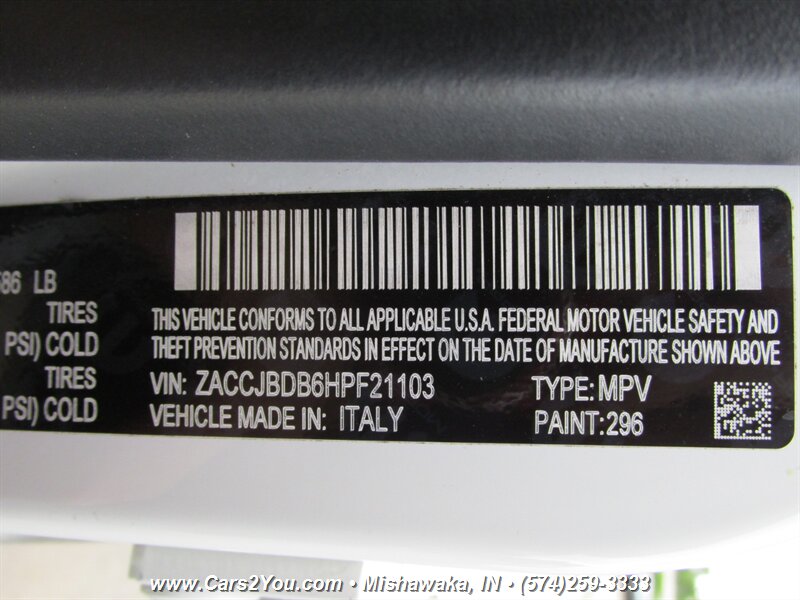 LB
TIRES
PSI) COLD
TIRES
PSI) COLD
THIS VEHICLE CONFORMS TO ALL APPLICABLE U.S.A. FEDERAL MOTOR VEHICLE SAFETY AND
THEFT PREVENTION STANDARDS IN EFFECT ON THE DATE OF MANUFACTURE SHOWN ABOVE
VIN: ZACCJBDB6HPF21103 TYPE: MPV
VEHICLE MADE IN: ITALY PAINT: 296
www.Cars2You.com • Mishawaka, IN • (574)259-3333